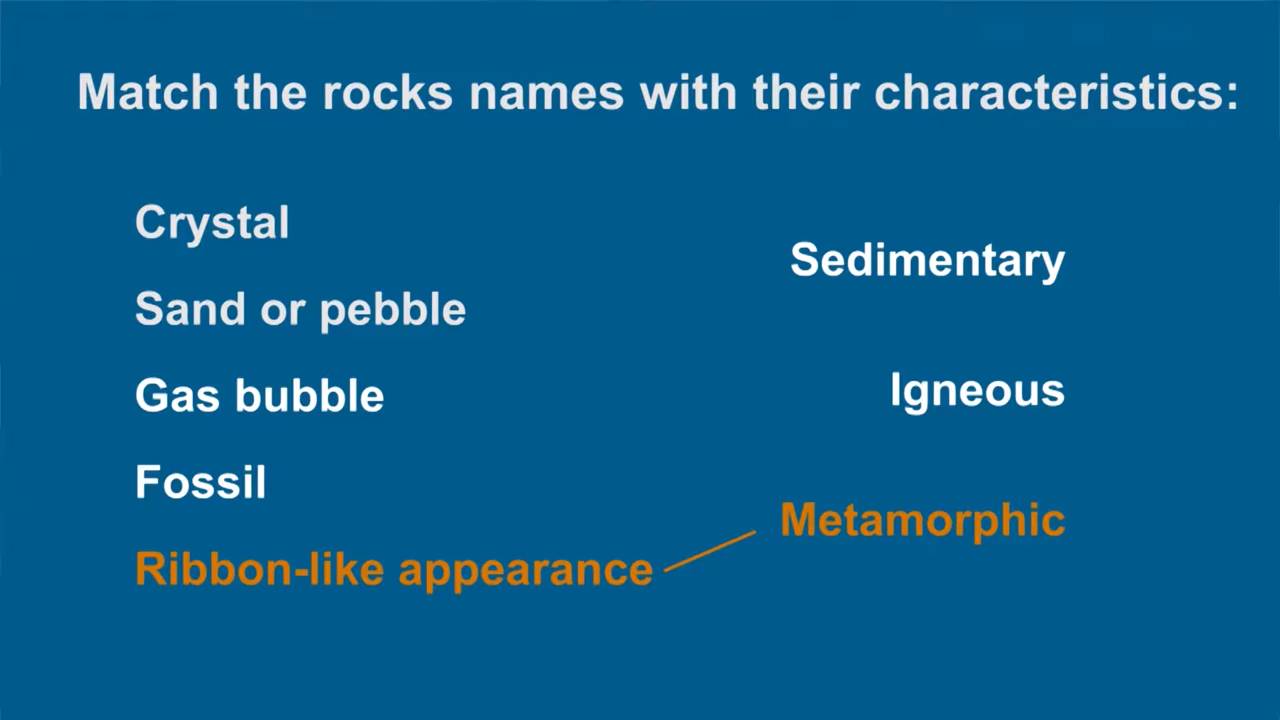 Match the rocks names with their characteristics:
Crystal
Sand or pebble
Gas bubble
Fossil
Ribbon-like appearance
Sedimentary
Igneous
Metamorphic